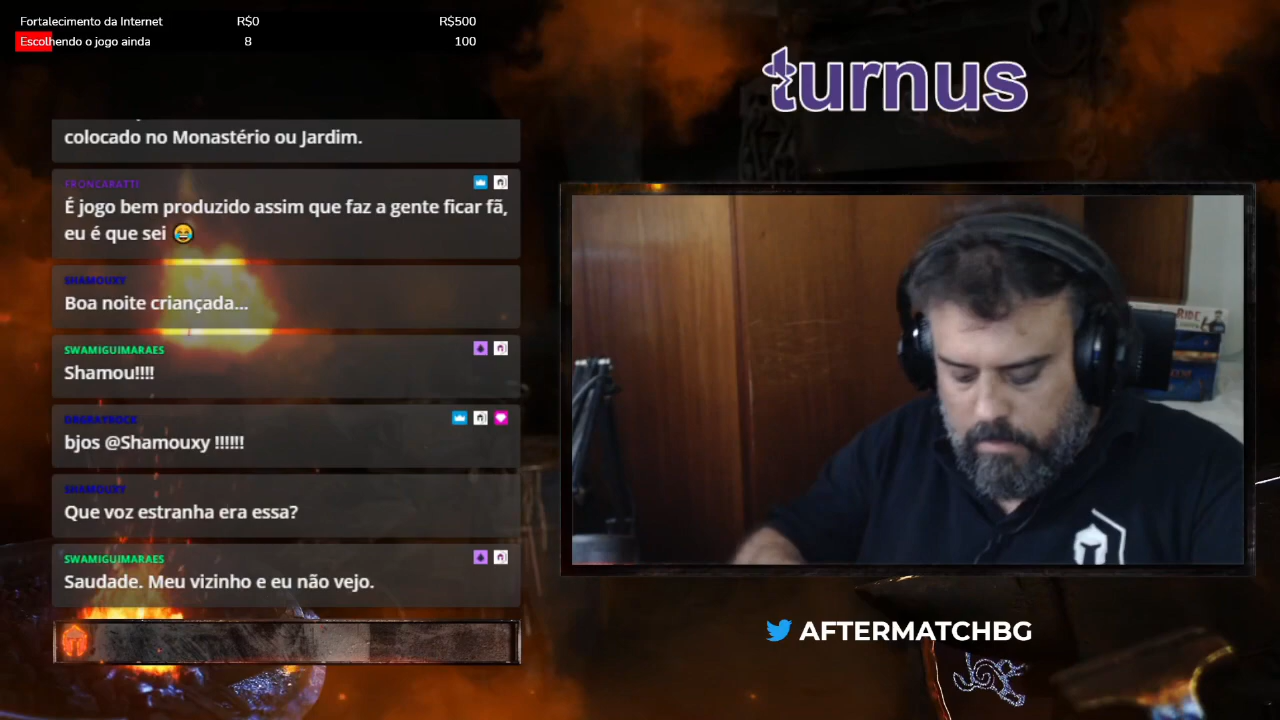 Fortalecimento da Internet R$0 R$500
Escolhendo o jogo ainda 8 100
turnus
colocado no Monastério ou Jardim.
FRONCARATTI
É jogo bem produzido assim que faz a gente ficar fã,
eu é que sei 😂
SHAMOUXY
Boa noite criançada...
SWAMIGUIMARAES
Shamou!!!!
bjos @Shamouxy !!!!!!
SHAMOUXY
Que voz estranha era essa?
SWAMIGUIMARAES
Saudade. Meu vizinho e eu não vejo.
RIDE
AFTERMATCHBG